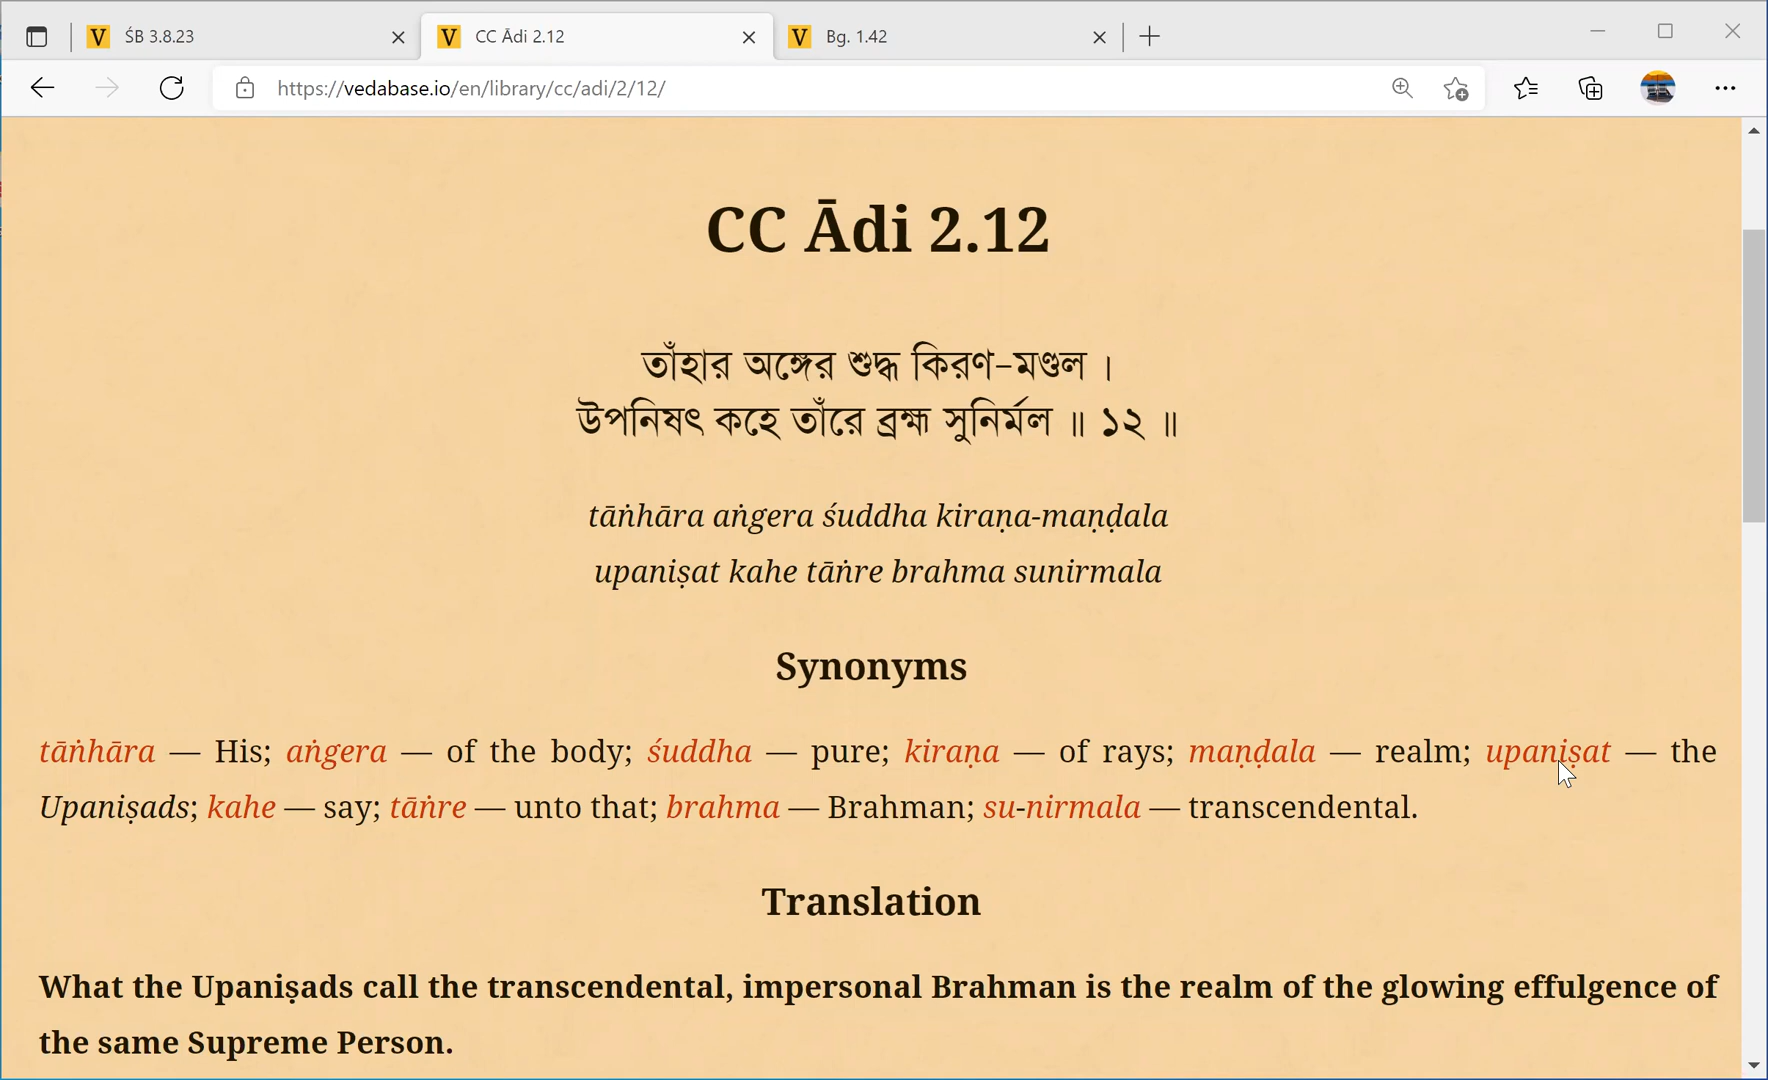 ŚB 3.8.23
CC Ādi 2.12
Bg. 1.42
https://vedabase.io/en/library/cc/adi/2/12/
CC Ādi 2.12
তাঁহার অঙ্গের শুদ্ধ কিরণ–মণ্ডল ।
উপনিষৎ কহে তাঁরে ব্রহ্ম সুনির্মল ॥ ১২ ॥
tāṅhāra aṅgera śuddha kiraṇa-maṇḍala
upaniṣat kahe tāṅre brahma sunirmala
Synonyms
tāṅhāra — His; aṅgera — of the body; śuddha — pure; kiraṇa — of rays; maṇḍala — realm; upaniṣat — the
Upaniṣads; kahe — say; tāṅre — unto that; brahma — Brahman; su-nirmala — transcendental.
Translation
What the Upaniṣads call the transcendental, impersonal Brahman is the realm of the glowing effulgence of
the same Supreme Person.